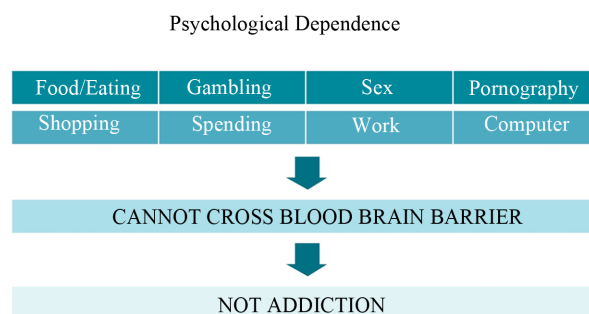 Psychological Dependence
Food/Eating Gambling Sex Pornography
Shopping Spending Work Computer
CANNOT CROSS BLOOD BRAIN BARRIER
NOT ADDICTION